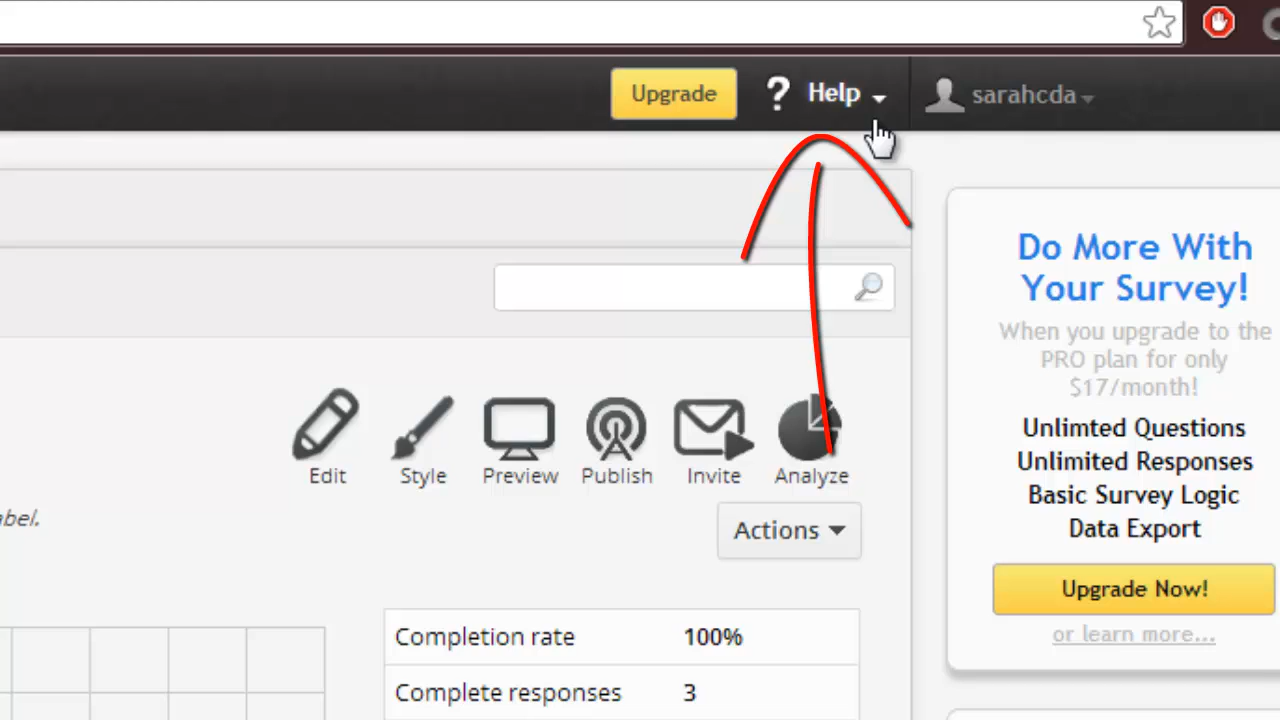 Upgrade ? Help sarahcda
Do More With
Your Survey!
When you upgrade to the
PRO plan for only
$17/month!
Unlimted Questions
Unlimited Responses
Basic Survey Logic
Data Export
Upgrade Now!
or learn more...
Edit Style Preview Publish Invite Analyze
abel.
Actions
Completion rate 100%
Complete responses 3